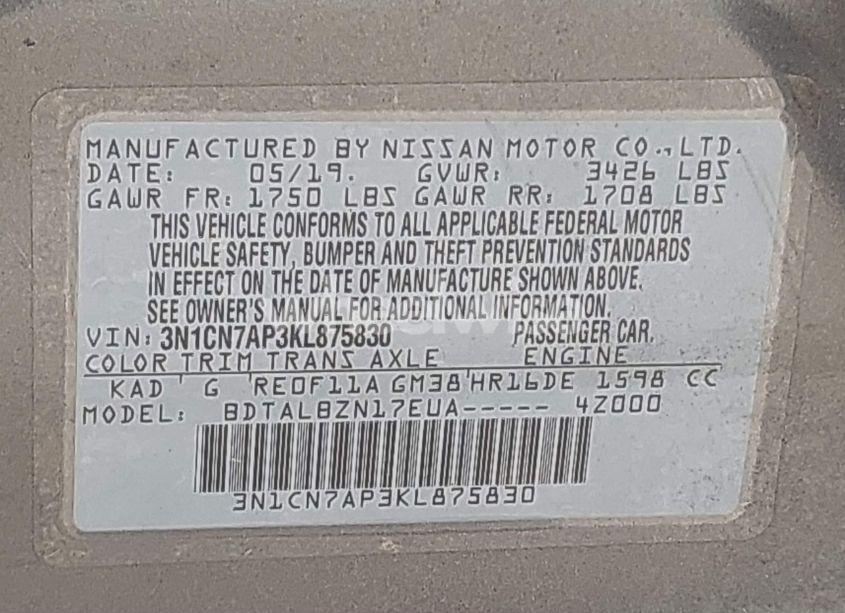 MANUFACTURED BY NISSAN MOTOR CO.,LTD.
DATE: 05/19. GVWR: 3426 LBS
GAWR FR: 1750 LBS GAWR RR: 1708 LBS
THIS VEHICLE CONFORMS TO ALL APPLICABLE FEDERAL MOTOR
VEHICLE SAFETY, BUMPER AND THEFT PREVENTION STANDARDS
IN EFFECT ON THE DATE OF MANUFACTURE SHOWN ABOVE.
SEE OWNER'S MANUAL FOR ADDITIONAL INFORMATION.
VIN: 3N1CN7AP3KL875830 PASSENGER CAR.
COLOR TRIM TRANS AXLE ENGINE
KAD G RE0F11A GM38 HR16DE 1598 CC
MODEL: BDTALBZN17EUA----- 4Z000
3N1CN7AP3KL875830